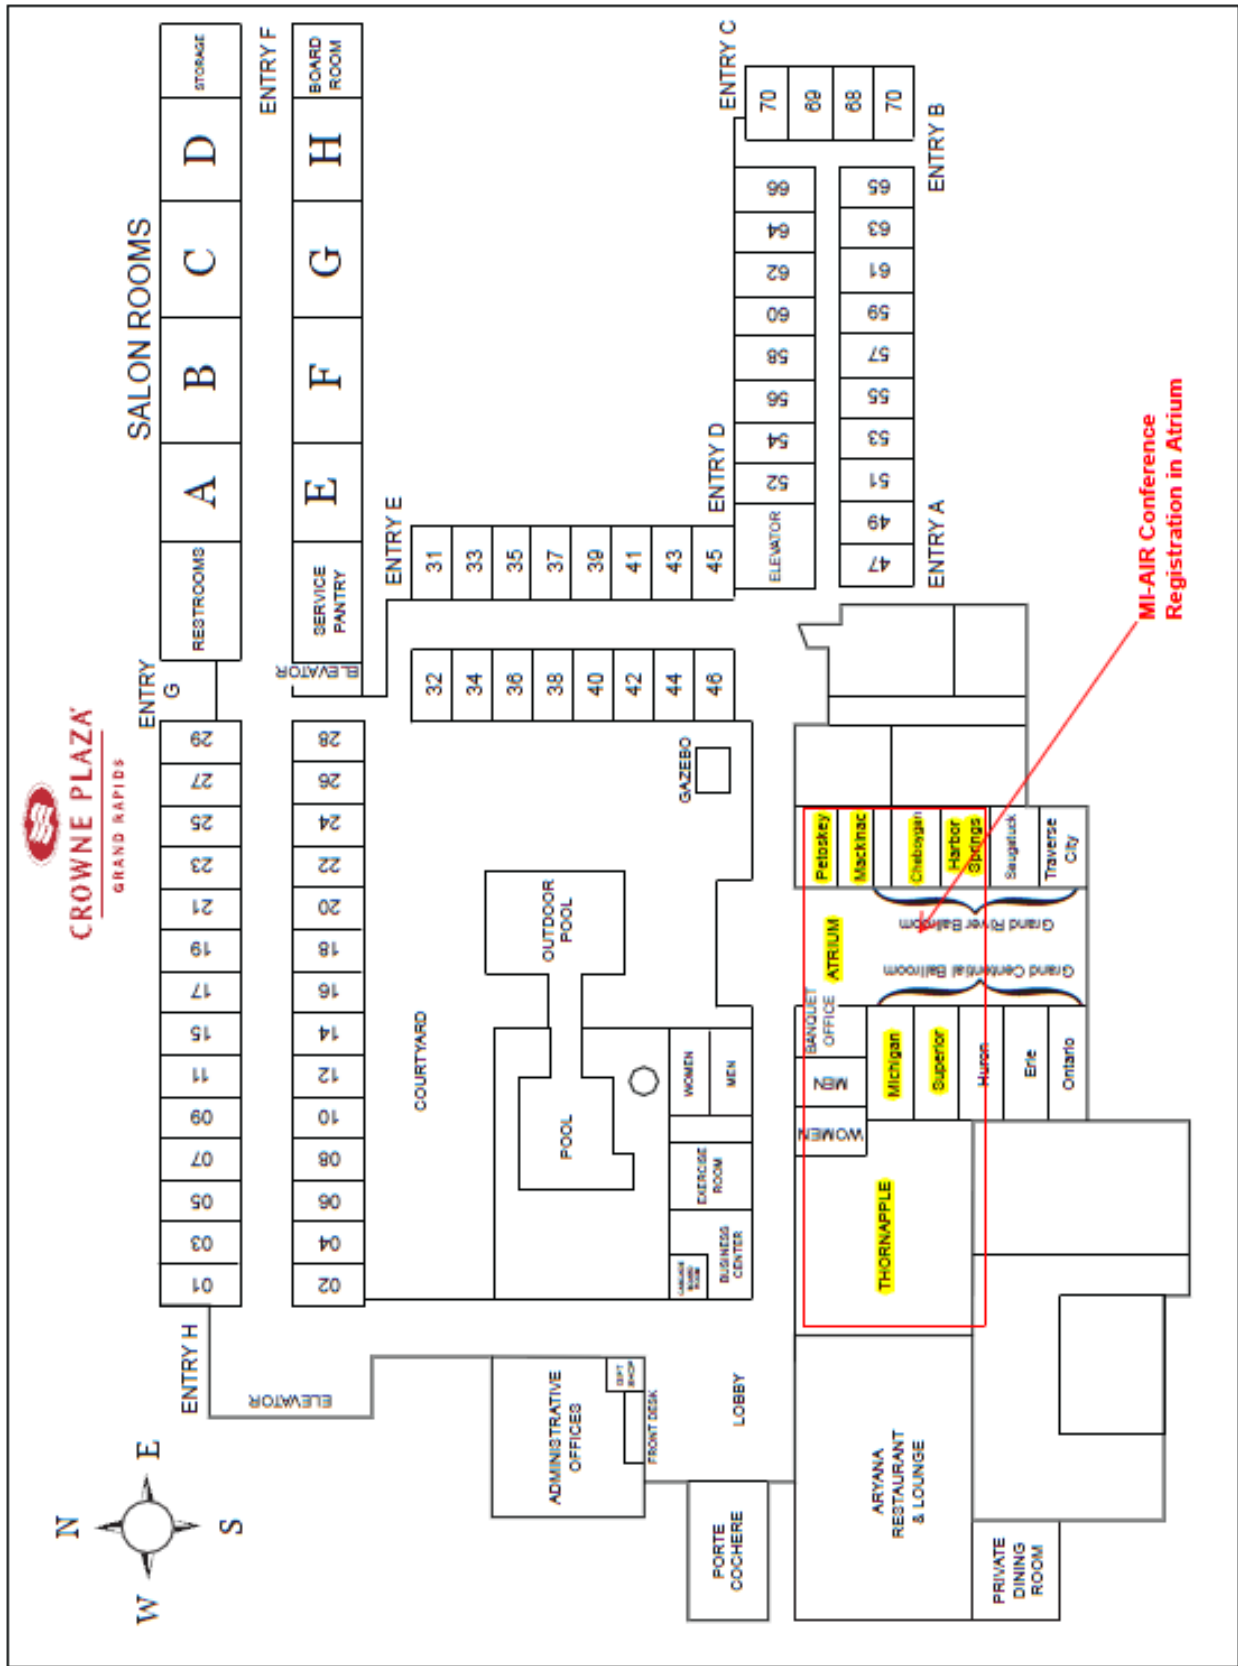 CROWNE PLAZA
GRAND RAPIDS
N
W
E
S
SALON ROOMS
ENTRY H
ENTRY
G
01
03
05
07
09
11
15
17
19
21
23
25
27
29
RESTROOMS
A
B
C
D
STORAGE
ELEVATOR
ELEVATOR
ENTRY F
02
04
06
08
10
12
14
16
18
20
22
24
26
28
SERVICE
PANTRY
E
F
G
H
BOARD
ROOM
ENTRY E
COURTYARD
32
34
36
38
40
42
44
46
31
33
35
37
39
41
43
45
OUTDOOR
POOL
POOL
ADMINISTRATIVE
OFFICES
GIFT
SHOP
FRONT DESK
GAZEBO
WOMEN
MEN
EXERCISE
ROOM
BUSINESS
CENTER
LOBBY
PORTE
COCHERE
ENTRY D
ENTRY C
ELEVATOR
52
54
56
58
60
62
64
66
70
69
68
70
47
49
51
53
55
57
59
61
63
65
ENTRY A
ENTRY B
ARYANA
RESTAURANT
& LOUNGE
PRIVATE
DINING
ROOM
THORNAPPLE
WOMEN
MEN
BANQUET
OFFICE
ATRIUM
Michigan
Superior
Huron
Erie
Ontario
Grand Centential Ballroom
Grand River Ballroom
Petoskey
Mackinac
Cheboygan
Harbor
Springs
Saugatuck
Traverse
City
MI-AIR Conference
Registration in Atrium